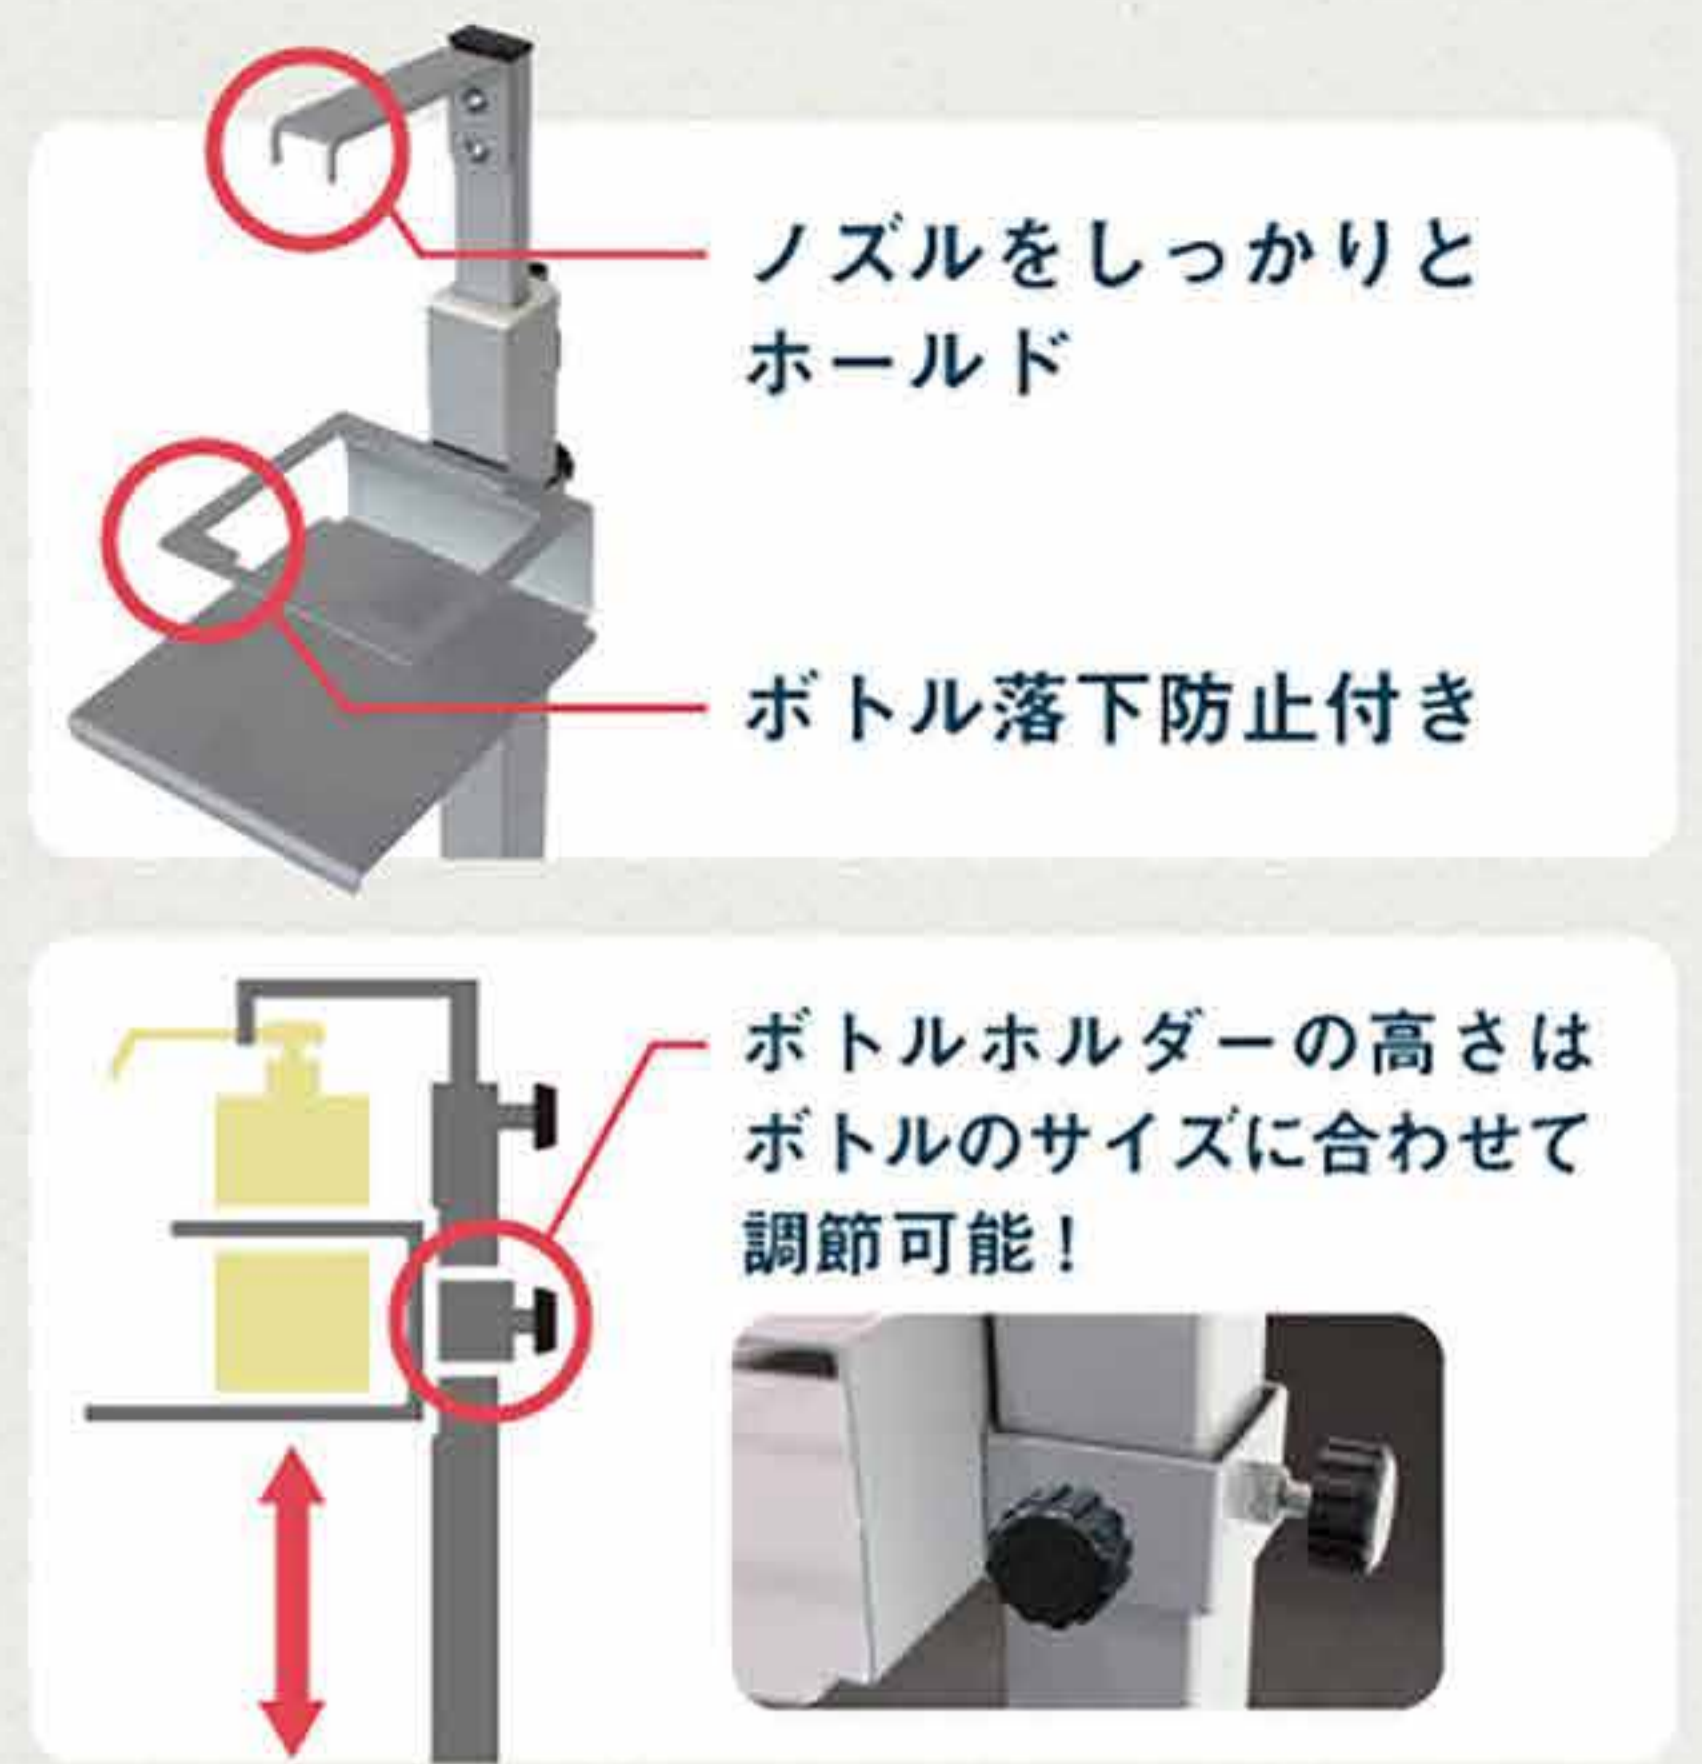 ノズルをしっかりと
ホールド
ボトル落下防止付き
ボトルホルダーの高さは
ボトルのサイズに合わせて
調節可能！